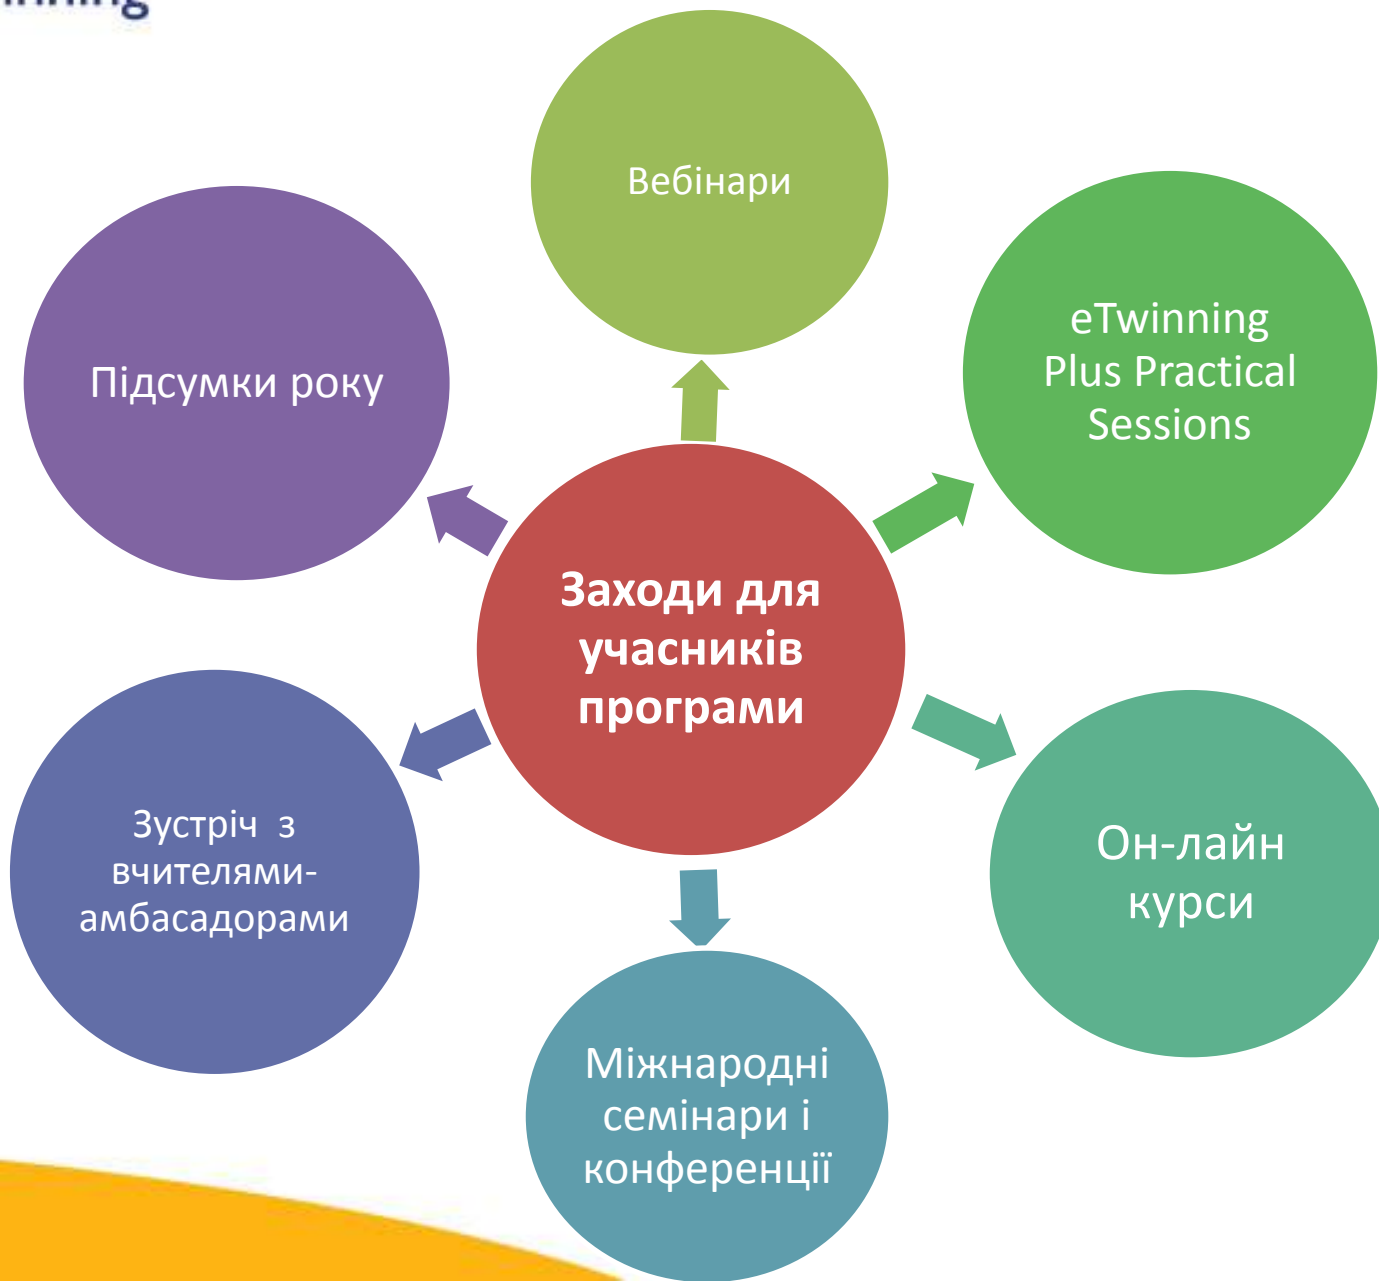 Вебінари
eTwinning
Plus Practical
Sessions
Підсумки року
Заходи для
учасників
програми
Зустріч з
вчителями-
амбасадорами
Он-лайн
курси
Міжнародні
семінари і
конференції